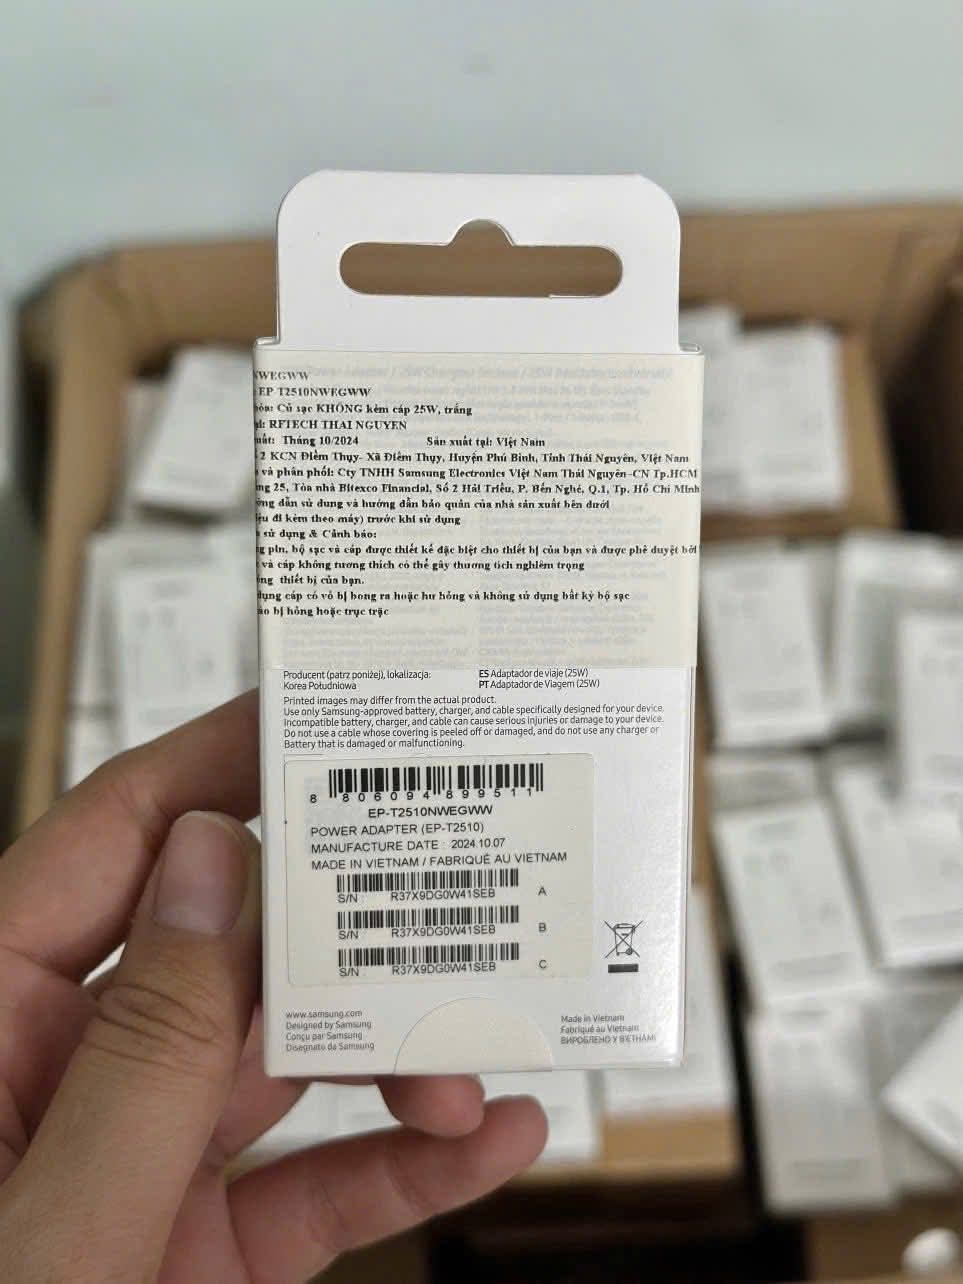 NWEGWW
EP-T2510NWEGWW
hóa: Củ sạc KHÔNG kèm cáp 25W, trắng
RFTECH THAI NGUYEN
Tháng 10/2024 Sản xuất tại: Việt Nam
2 KCN Điềm Thụy- Xã Điềm Thụy, Huyện Phú Bình, Tỉnh Thái Nguyên, Việt Nam
và phân phối: Cty TNHH Samsung Electronics Việt Nam Thái Nguyên–CN Tp.HCM
25, Tòa nhà Bitexco Financial, Số 2 Hải Triều, P. Bến Nghé, Q.1, Tp. Hồ Chí Minh
dẫn sử dụng và hướng dẫn bảo quản của nhà sản xuất bên dưới
đi kèm theo máy) trước khi sử dụng
sử dụng & Cảnh báo:
pin, bộ sạc và cáp được thiết kế đặc biệt cho thiết bị của bạn và được phê duyệt bởi
và cáp không tương thích có thể gây thương tích nghiêm trọng
thiết bị của bạn.
dụng cáp có vỏ bị bong ra hoặc hư hỏng và không sử dụng bất kỳ bộ sạc
bị hỏng hoặc trục trặc
Producent (patrz poniżej), lokalizacja:
Korea Południowa
ES Adaptador de viaje (25W)
PT Adaptador de Viagem (25W)
Printed images may differ from the actual product.
Use only Samsung-approved battery, charger, and cable specifically designed for your device.
Incompatible battery, charger, and cable can cause serious injuries or damage to your device.
Do not use a cable whose covering is peeled off or damaged, and do not use any charger or
Battery that is damaged or malfunctioning.
8 806094 899511
EP-T2510NWEGWW
POWER ADAPTER (EP-T2510)
MANUFACTURE DATE : 2024.10.07
MADE IN VIETNAM / FABRIQUÉ AU VIETNAM
S/N R37X9DG0W41SEB A
S/N R37X9DG0W41SEB B
S/N R37X9DG0W41SEB C
www.samsung.com
Designed by Samsung
Conçu par Samsung
Disegnato da Samsung
Made in Vietnam
Fabriqué au Vietnam
ВИРОБЛЕНО У В'ЄТНАМІ